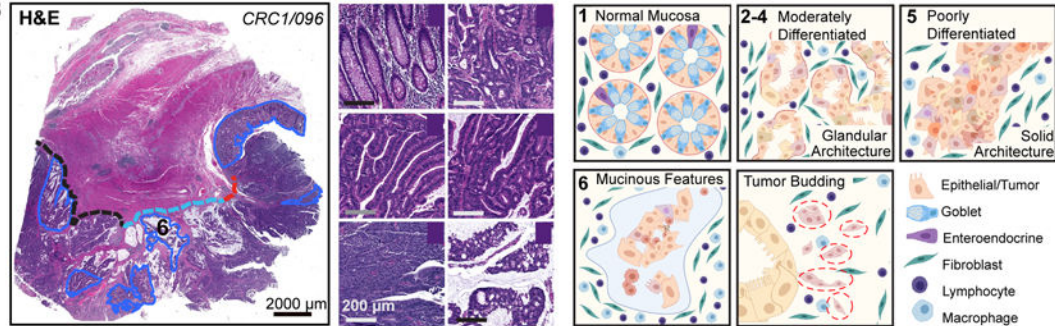 H&E
CRC1/096
6
2000 µm
200 µm
1 Normal Mucosa
2-4 Moderately
Differentiated
Glandular
Architecture
5 Poorly
Differentiated
Solid
Architecture
6 Mucinous Features
Tumor Budding
Epithelial/Tumor
Goblet
Enteroendocrine
Fibroblast
Lymphocyte
Macrophage